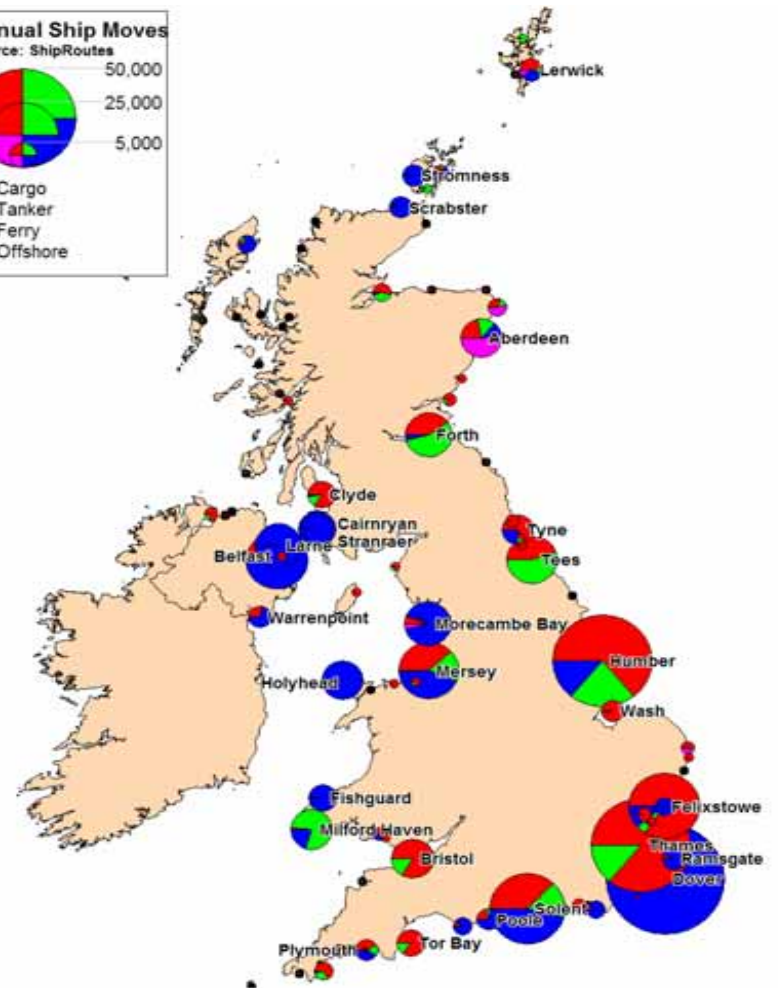 nual Ship Moves
rce: ShipRoutes
50,000
25,000
5,000
Cargo
Tanker
Ferry
Offshore
Lerwick
Stromness
Scrabster
Aberdeen
Forth
Clyde
Cairnryan
Stranraer
Larne
Belfast
Tyne
Tees
Warrenpoint
Morecambe Bay
Humber
Mersey
Holyhead
Wash
Fishguard
Felixstowe
Milford Haven
Thames
Bristol
Ramsgate
Dover
Solent
Poole
Tor Bay
Plymouth